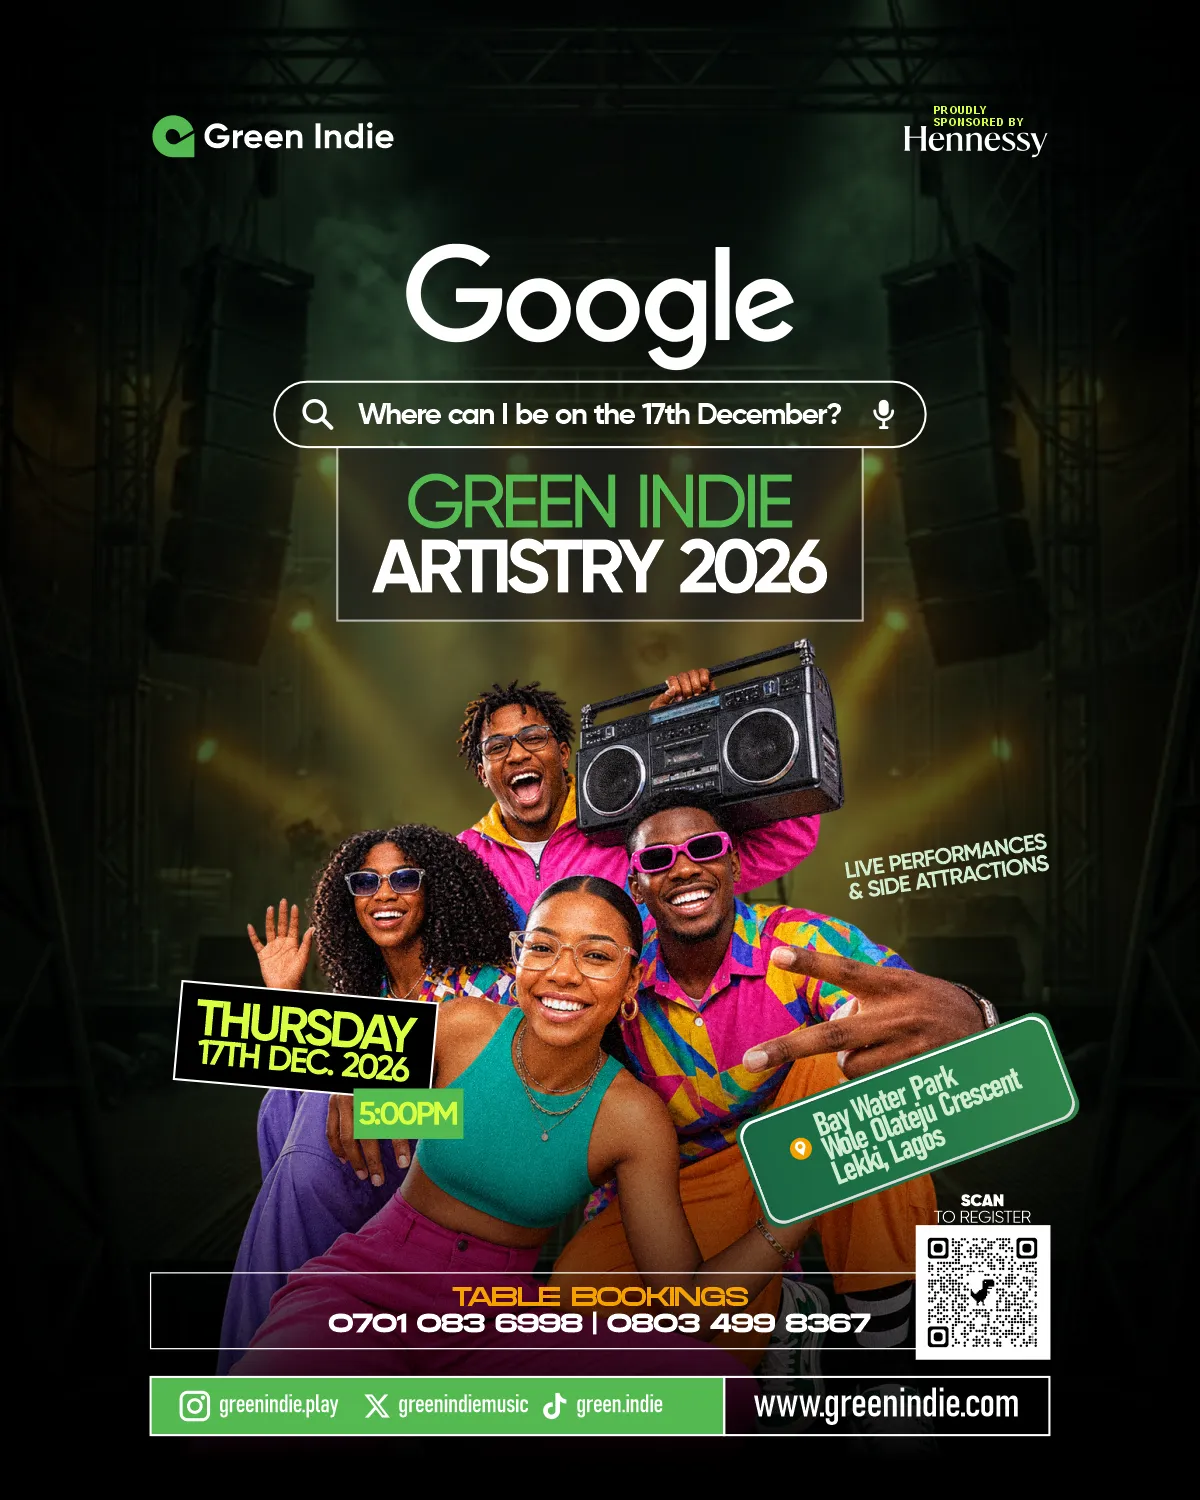 Green Indie
PROUDLY
SPONSORED BY
Hennessy
Google
Where can I be on the 17th December?
GREEN INDIE
ARTISTRY 2026
LIVE PERFORMANCES
& SIDE ATTRACTIONS
THURSDAY
17TH DEC. 2026
5:00PM
Bay Water Park
Wole Olateju Crescent
Lekki, Lagos
SCAN
TO REGISTER
TABLE BOOKINGS
0701 083 6998 | 0803 499 8367
greenindie.play greenindiemusic green.indie
www.greenindie.com